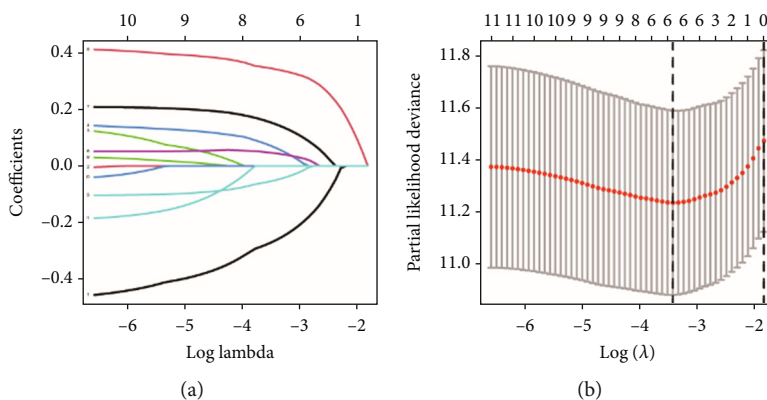 10 9 8 6 1
0.4
0.2
0.0
−0.2
−0.4
Coefficients
−6 −5 −4 −3 −2
Log lambda
(a)
11 11 10 10 9 9 9 9 8 6 6 6 6 3 2 1 0
11.8
11.6
11.4
11.2
11.0
Partial likelihood deviance
−6 −5 −4 −3 −2
Log (λ)
(b)